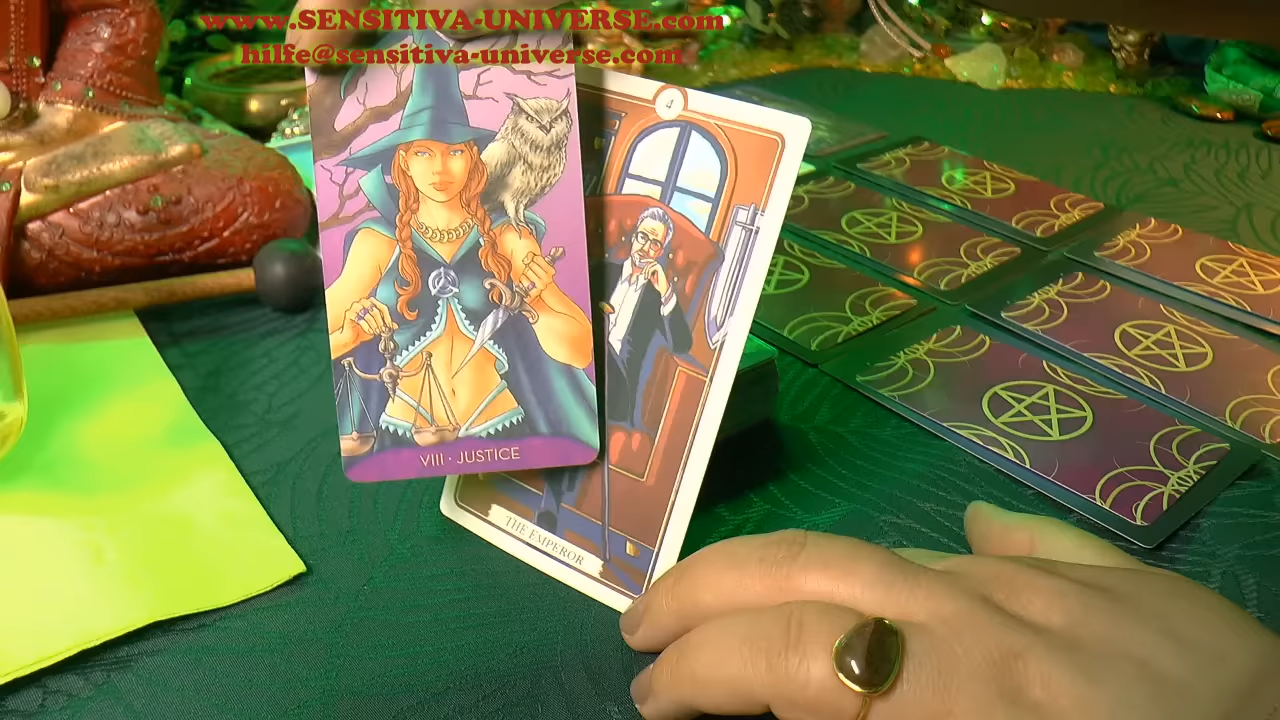 www.SENSITIVA-UNIVERSE.com
hilfe@sensitiva-universe.com
4
VIII · JUSTICE
THE EMPEROR